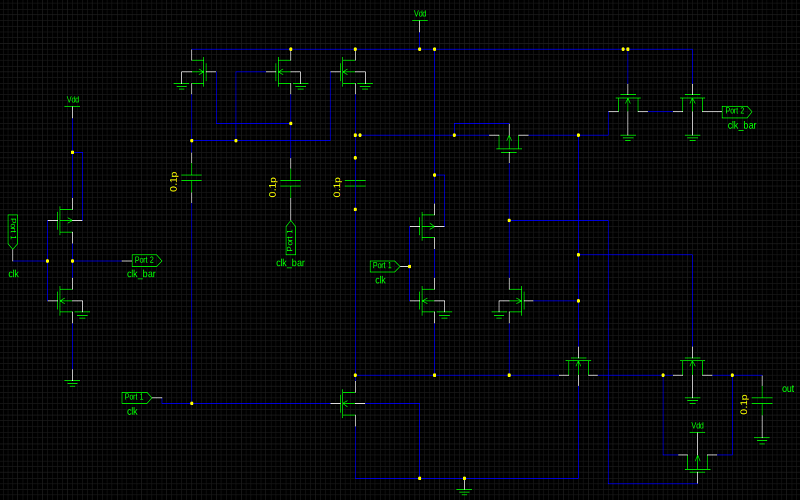 Vdd
Vdd
Port 2
clk_bar
0.1p
0.1p
0.1p
Port 1
clk
Port 2
clk_bar
Port 1
clk_bar
Port 1
clk
Port 1
clk
0.1p
out
Vdd